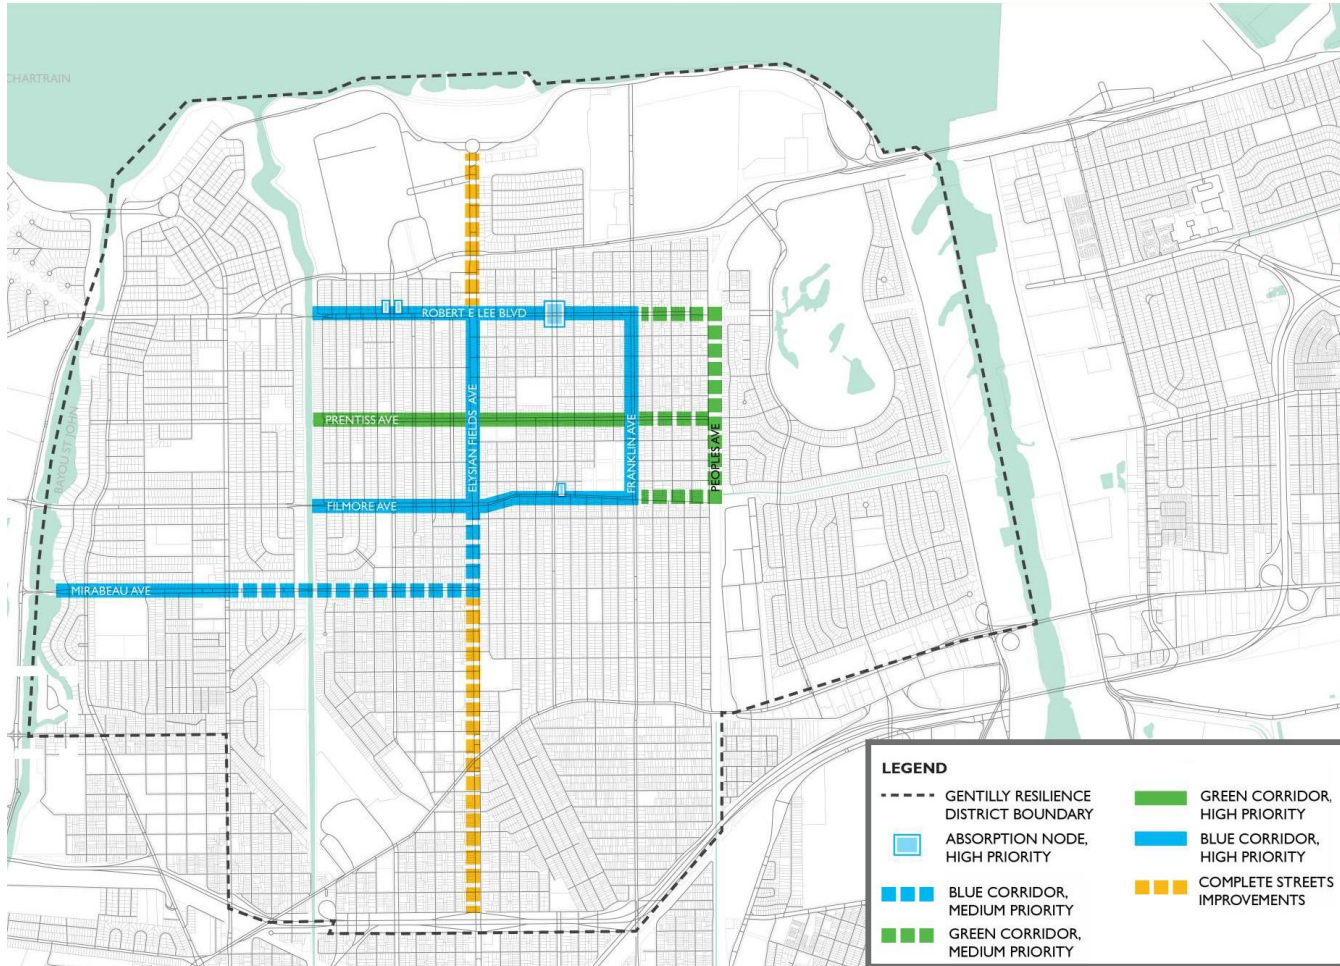 CHARTRAIN
ROBERT E LEE BLVD
PRENTISS AVE
ELYSIAN FIELDS AVE
FRANKLIN AVE
PEOPLES AVE
BAYOU ST JOHN
FILMORE AVE
MIRABEAU AVE
LEGEND
GENTILLY RESILIENCE
DISTRICT BOUNDARY
ABSORPTION NODE,
HIGH PRIORITY
BLUE CORRIDOR,
MEDIUM PRIORITY
GREEN CORRIDOR,
MEDIUM PRIORITY
GREEN CORRIDOR,
HIGH PRIORITY
BLUE CORRIDOR,
HIGH PRIORITY
COMPLETE STREETS
IMPROVEMENTS